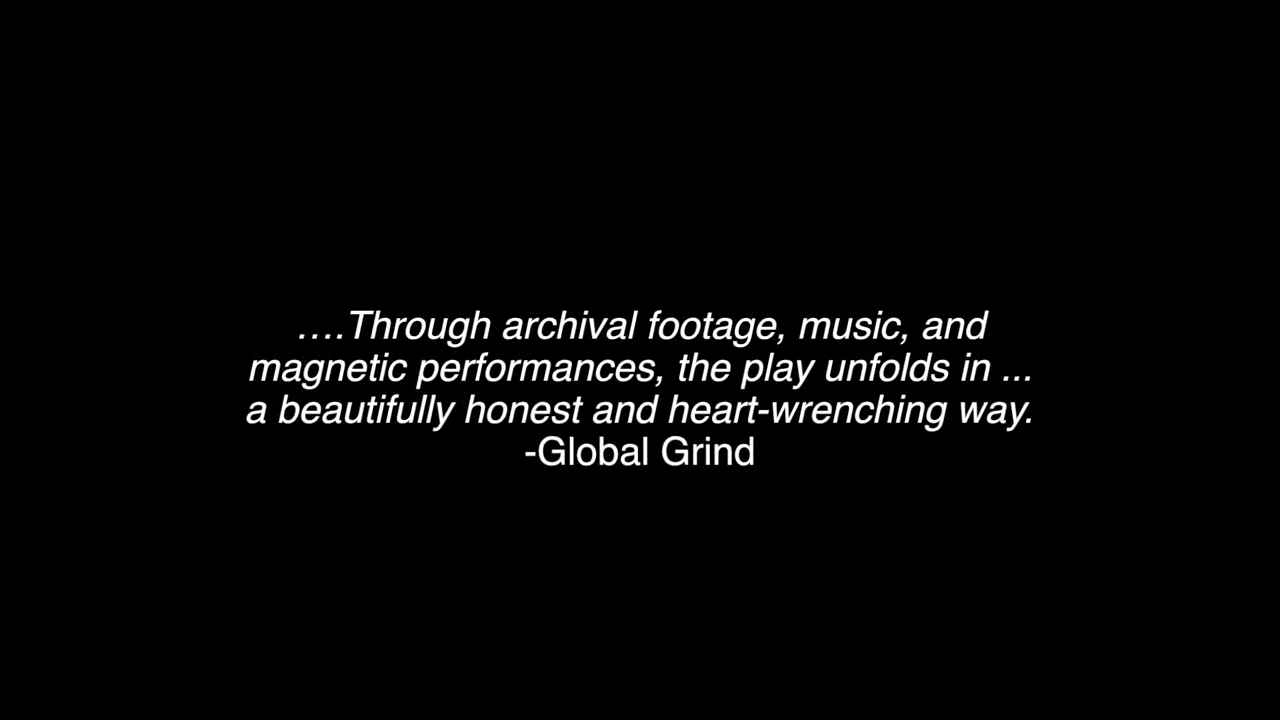 ….Through archival footage, music, and
magnetic performances, the play unfolds in ...
a beautifully honest and heart-wrenching way.
-Global Grind